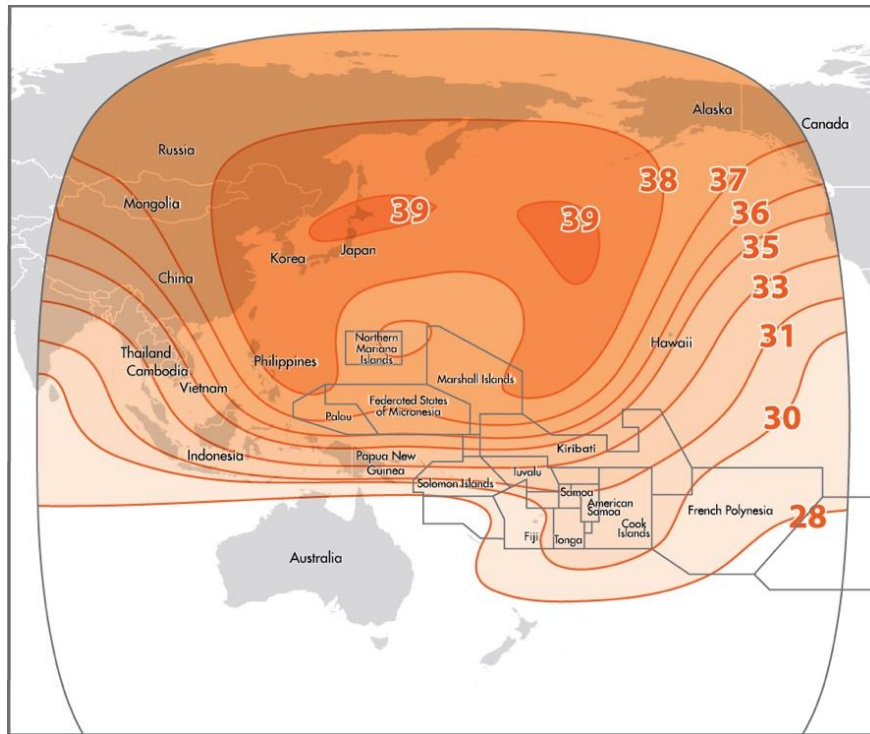 Alaska
Canada
Russia
38
37
Mongolia
39
39
36
35
Korea
Japan
China
33
Northern
Mariana
Islands
Hawaii
31
Thailand
Cambodia
Philippines
Vietnam
Marshall Islands
Federated States
of Micronesia
Palau
30
Indonesia
Papua New
Guinea
Kiribati
Tuvalu
Solomon Islands
Samoa
American
Samoa
French Polynesia
28
Cook
Islands
Fiji
Tonga
Australia